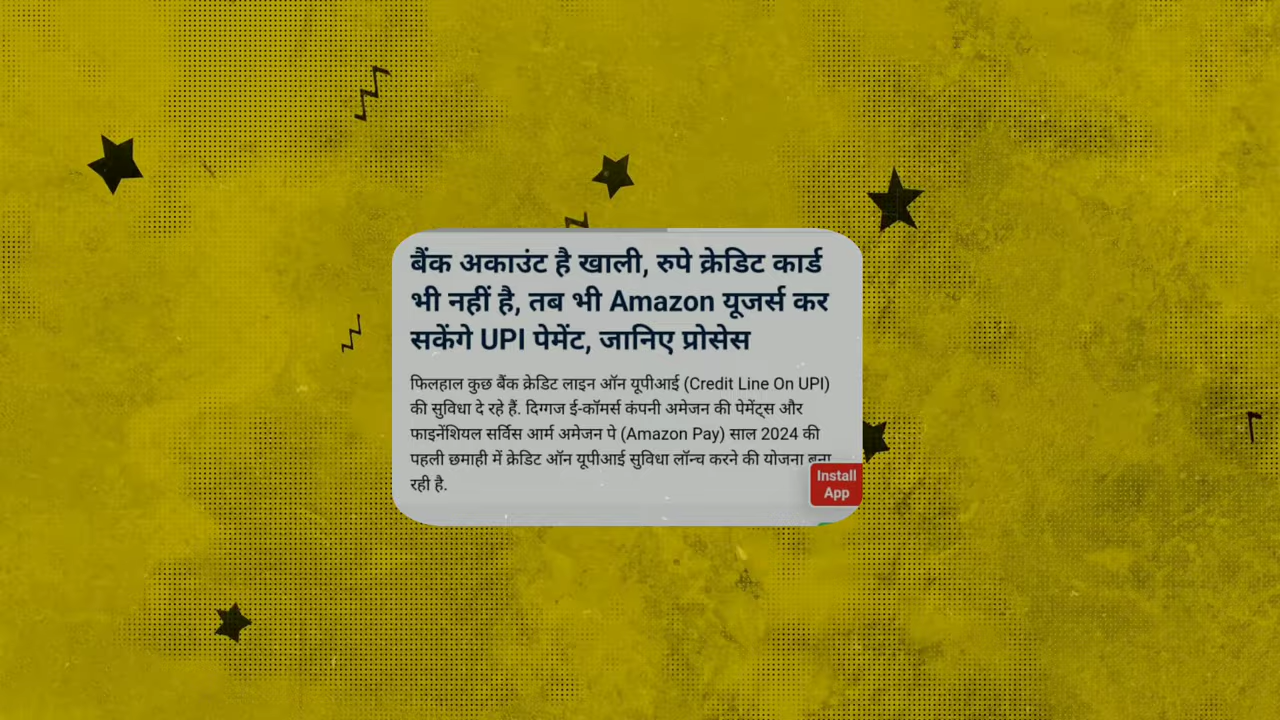 बैंक अकाउंट है खाली, रुपे क्रेडिट कार्ड
भी नहीं है, तब भी Amazon यूजर्स कर
सकेंगे UPI पेमेंट, जानिए प्रोसेस
फिलहाल कुछ बैंक क्रेडिट लाइन ऑन यूपीआई (Credit Line On UPI)
की सुविधा दे रहे हैं. दिग्गज ई-कॉमर्स कंपनी अमेजन की पेमेंट्स और
फाइनेंशियल सर्विस आर्म अमेजन पे (Amazon Pay) साल 2024 की
पहली छमाही में क्रेडिट ऑन यूपीआई सुविधा लॉन्च करने की योजना बना
रही है.
Install
App